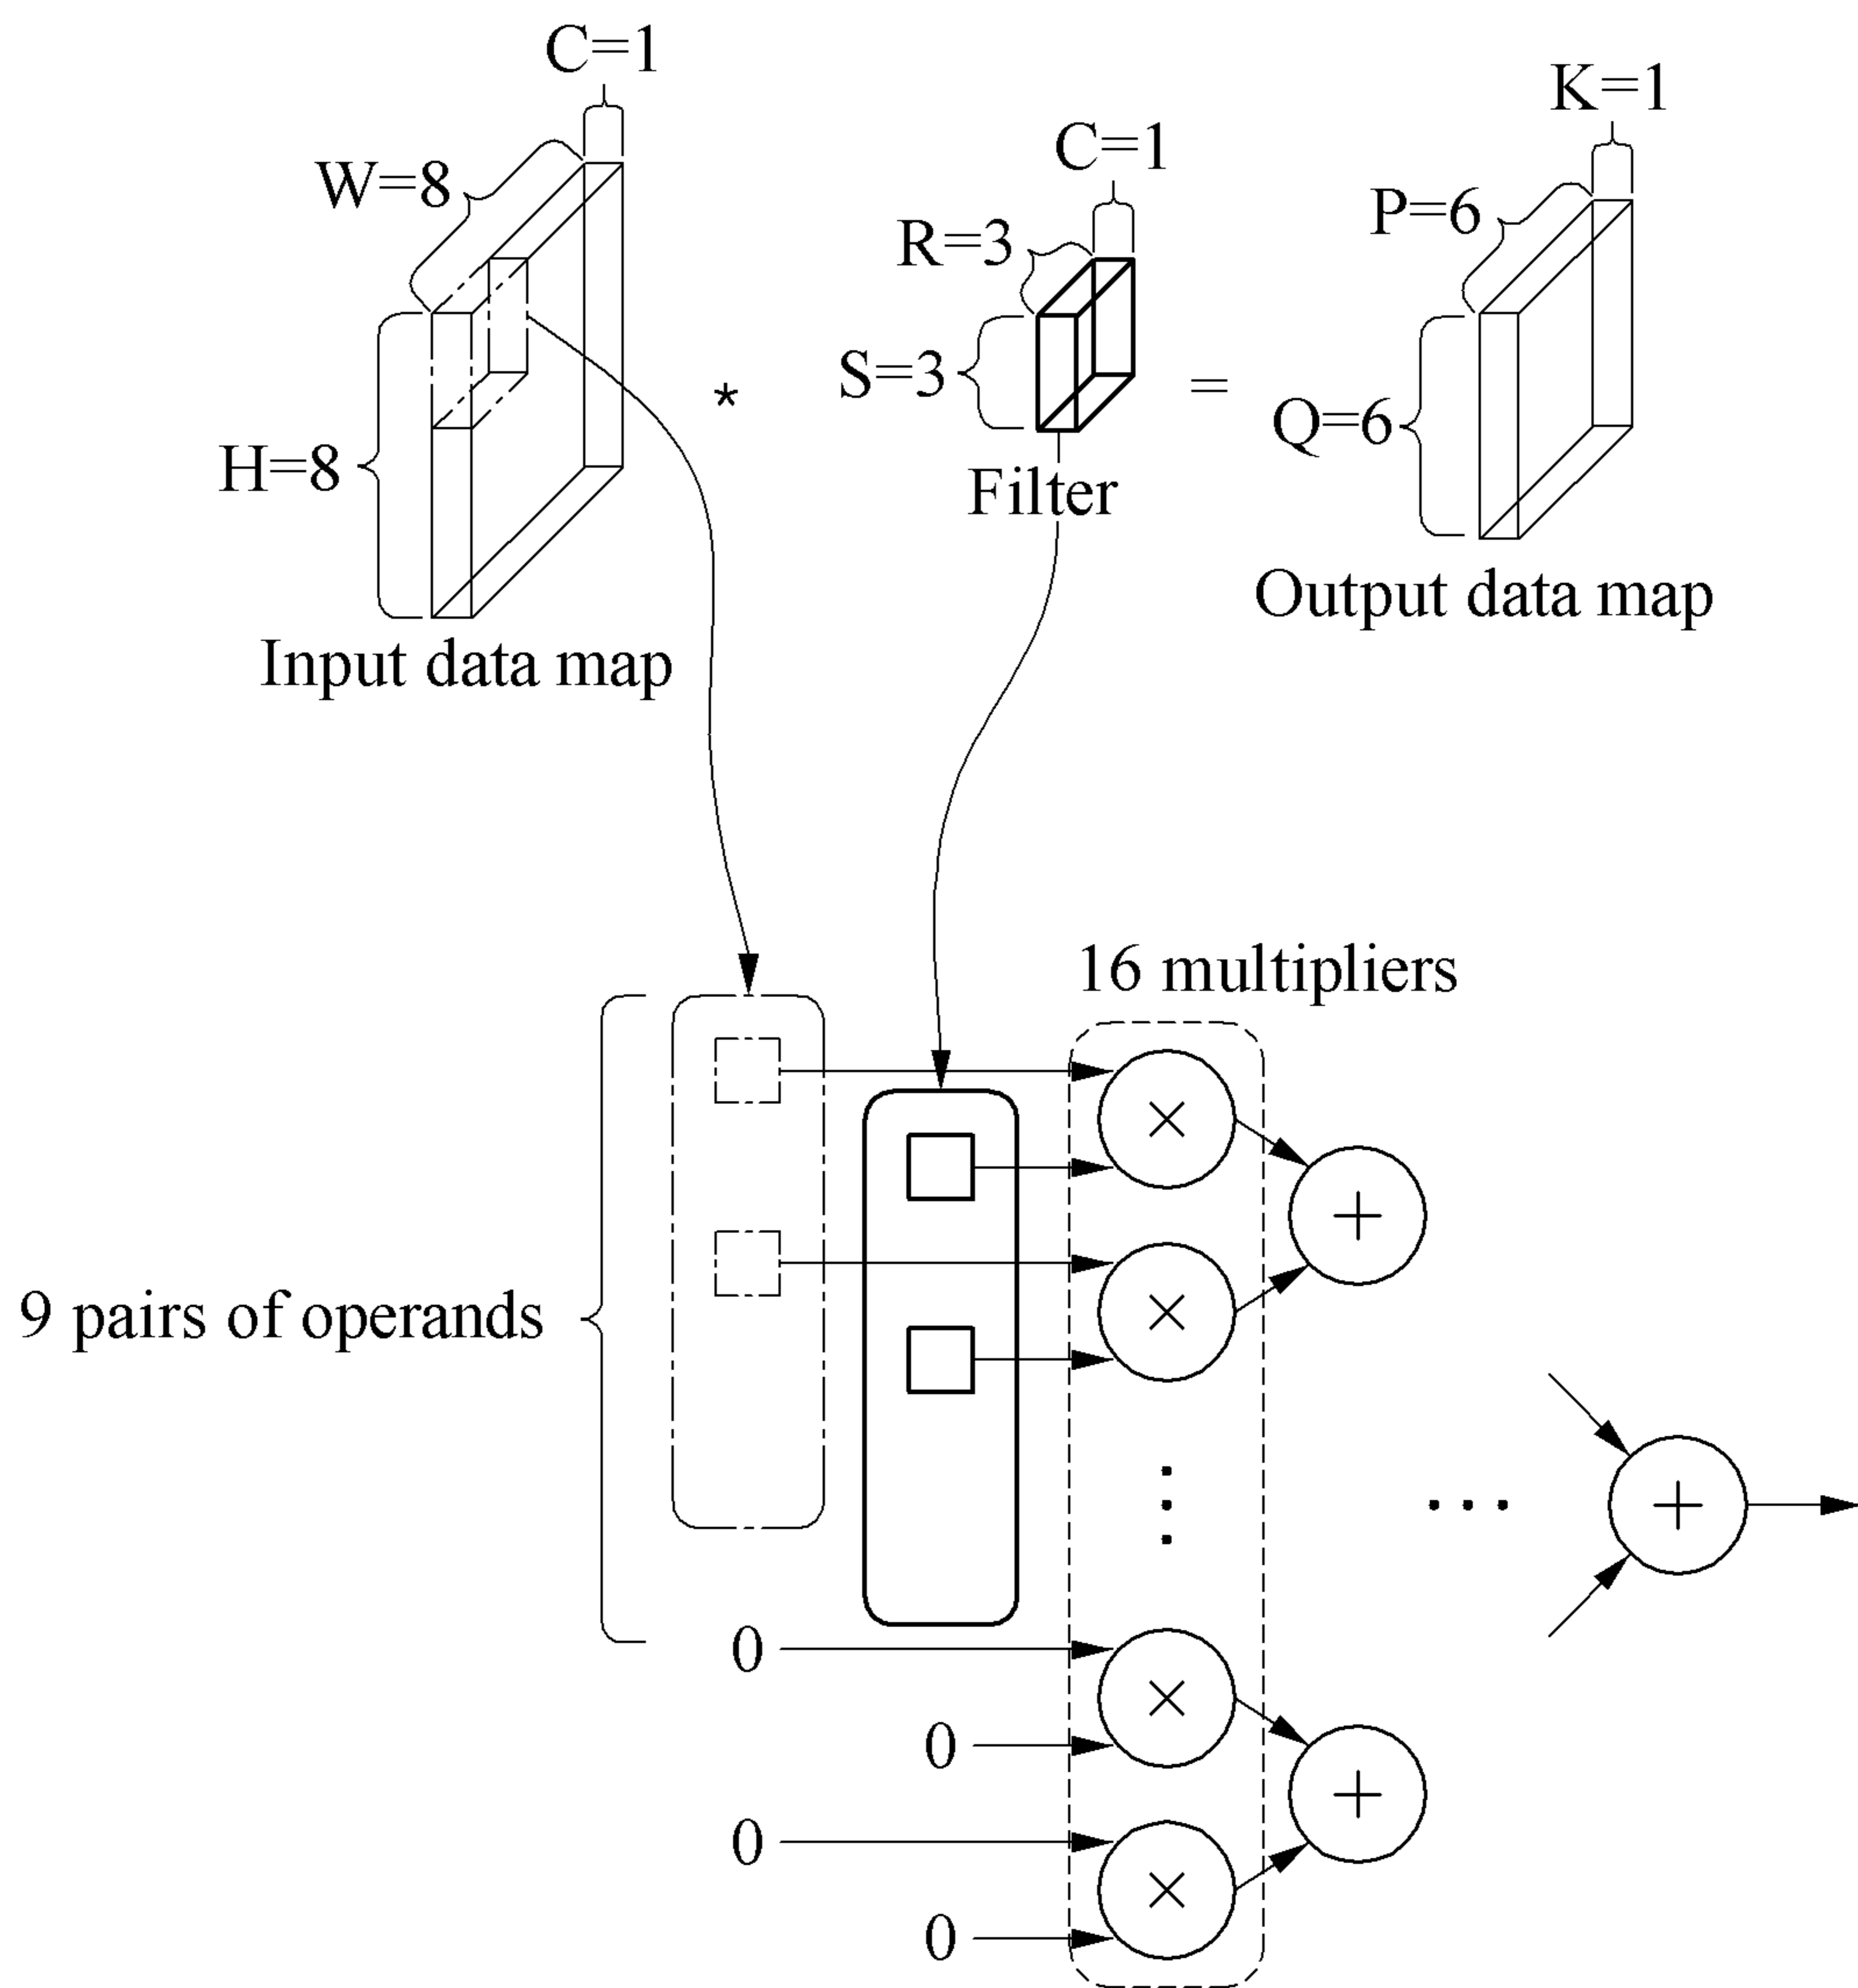 C=1
K=1
W=8
C=1
P=6
R=3
S=3
*
=
Q=6
H=8
Filter
Output data map
Input data map
16 multipliers
×
+
×
9 pairs of operands
+
0
×
0
+
0
×
0